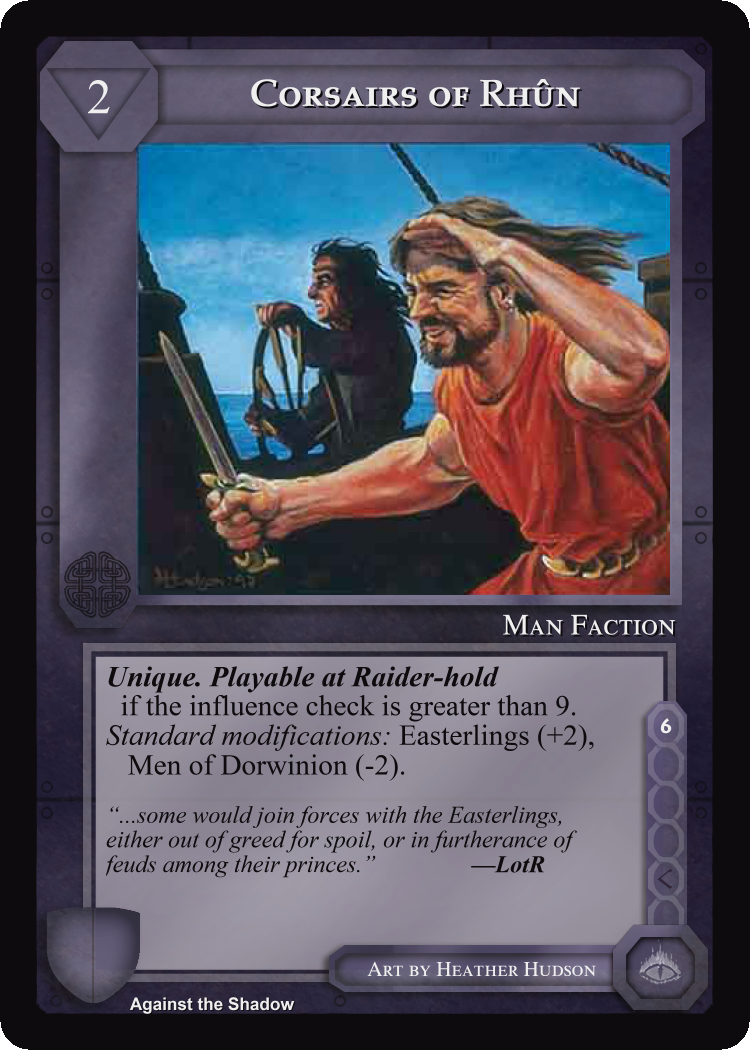 2
CORSAIRS OF RHÛN
H Hudson '97
MAN FACTION
Unique. Playable at Raider-hold
if the influence check is greater than 9.
Standard modifications: Easterlings (+2),
Men of Dorwinion (-2).
6
“...some would join forces with the Easterlings,
either out of greed for spoil, or in furtherance of
feuds among their princes.” —LotR
ART BY HEATHER HUDSON
Against the Shadow